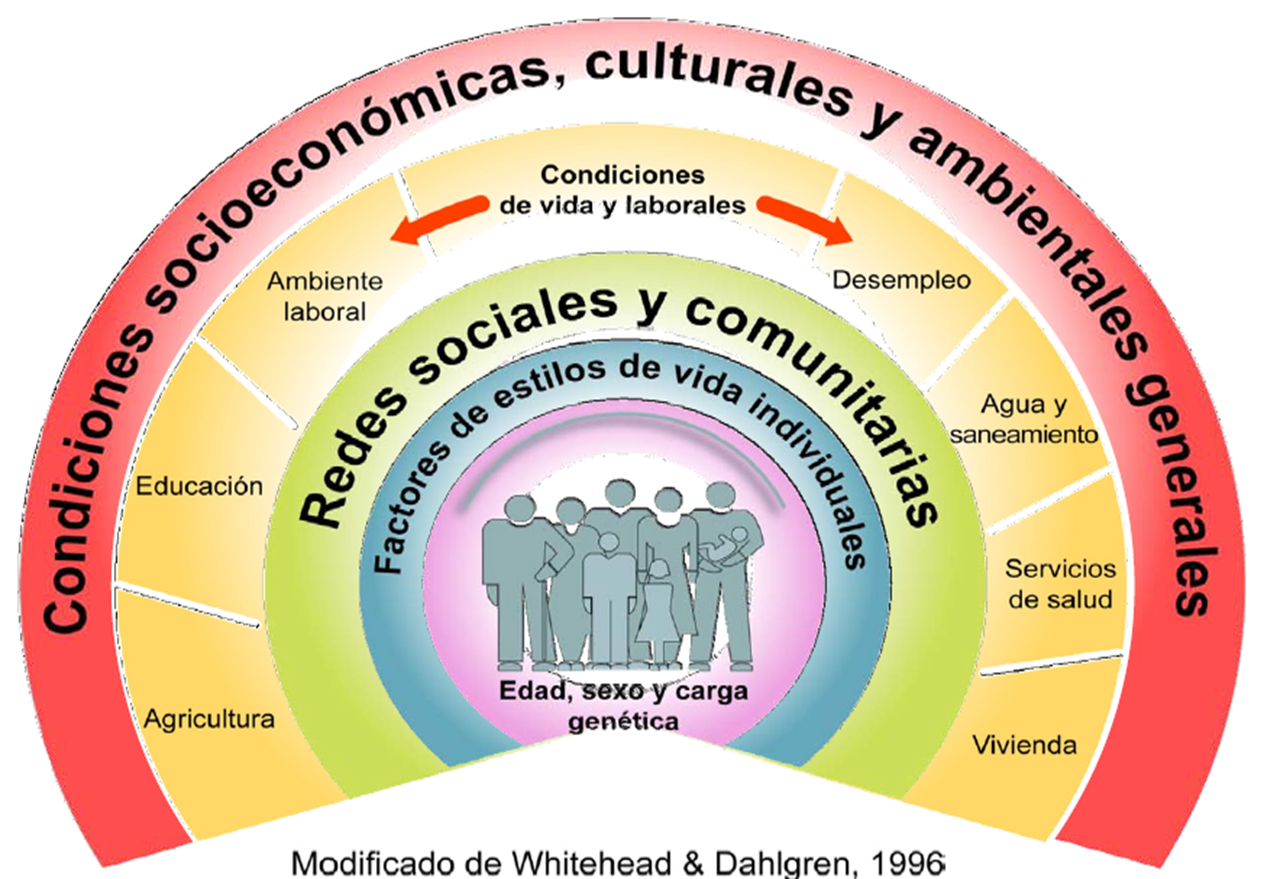 Condiciones socioeconómicas, culturales y ambientales generales
Condiciones
de vida y laborales
Ambiente
laboral
Desempleo
Educación
Agua y
saneamiento
Agricultura
Servicios
de salud
Vivienda
Redes sociales y comunitarias
Factores de estilos de vida individuales
Edad, sexo y carga
genética
Modificado de Whitehead & Dahlgren, 1996